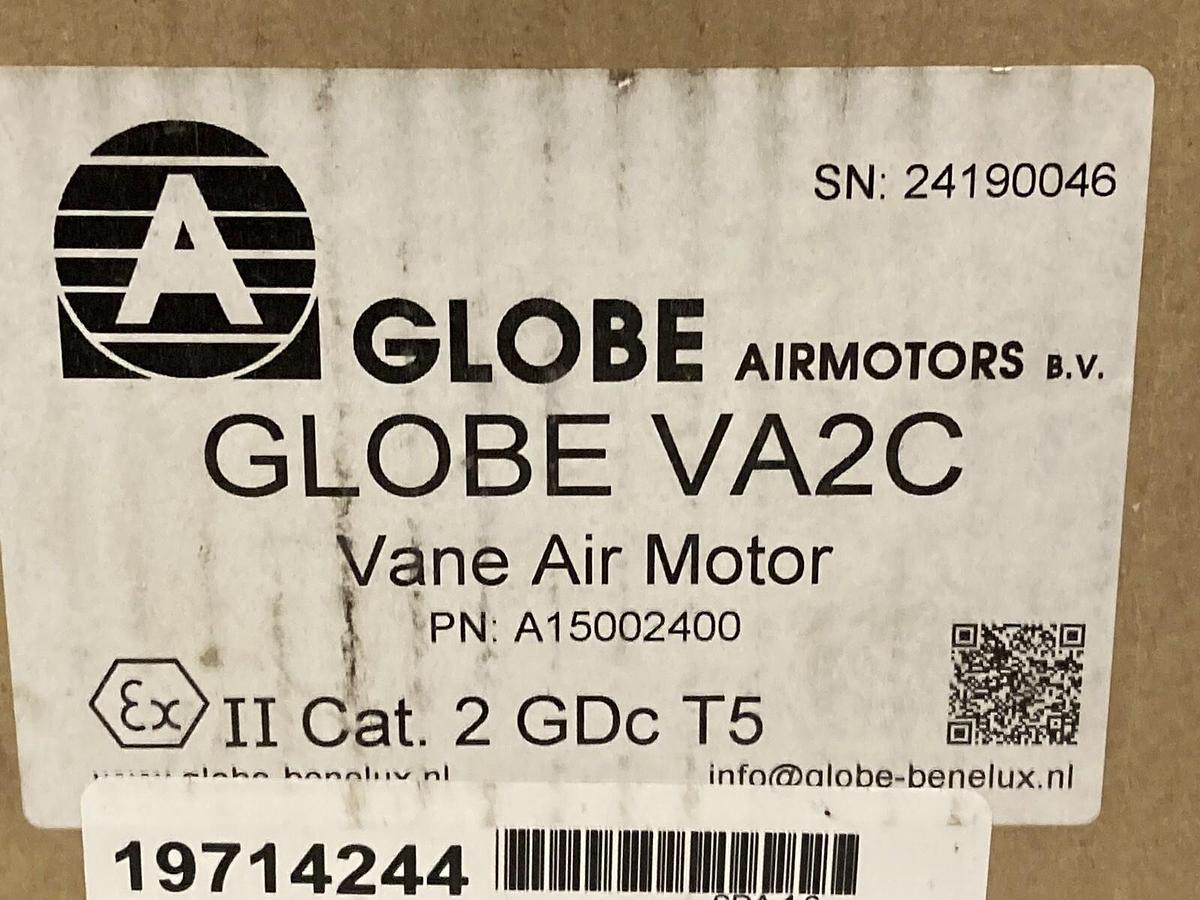 SN: 24190046
A
GLOBE AIRMOTORS B.V.
GLOBE VA2C
Vane Air Motor
PN: A15002400
Ex II Cat. 2 GDc T5
info@globe-benelux.nl
19714244